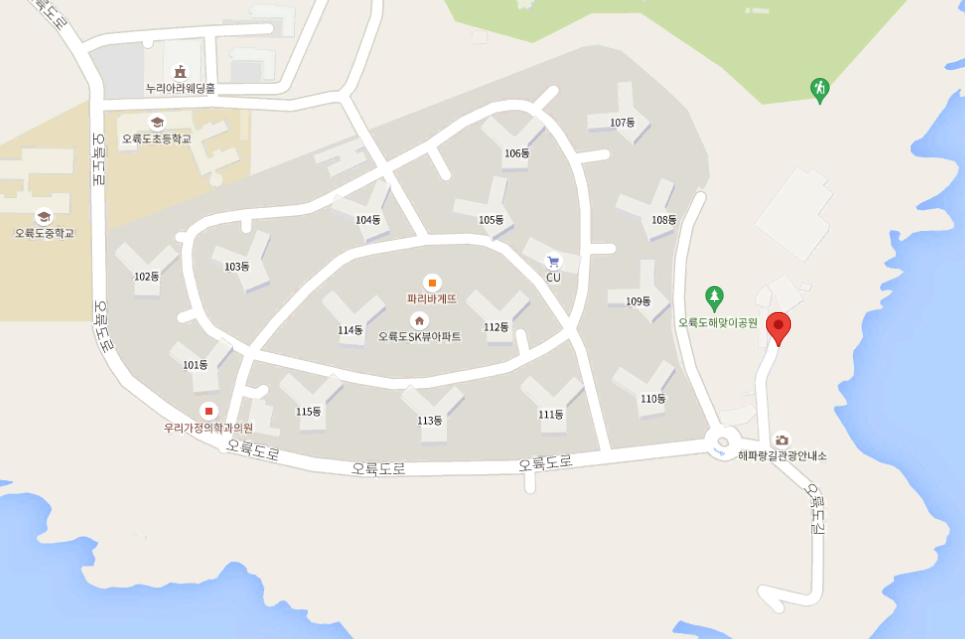 오륙도로
누리아라웨딩홀
오륙도초등학교
107동
106동
오륙도로
104동
105동
108동
오륙도중학교
103동
102동
CU
파리바게뜨
109동
114동
112동
오륙도해맞이공원
오륙도로
오륙도SK뷰아파트
101동
110동
115동
111동
113동
우리가정의학과의원
오륙도로
오륙도로
오륙도로
해파랑길관광안내소
오륙도길